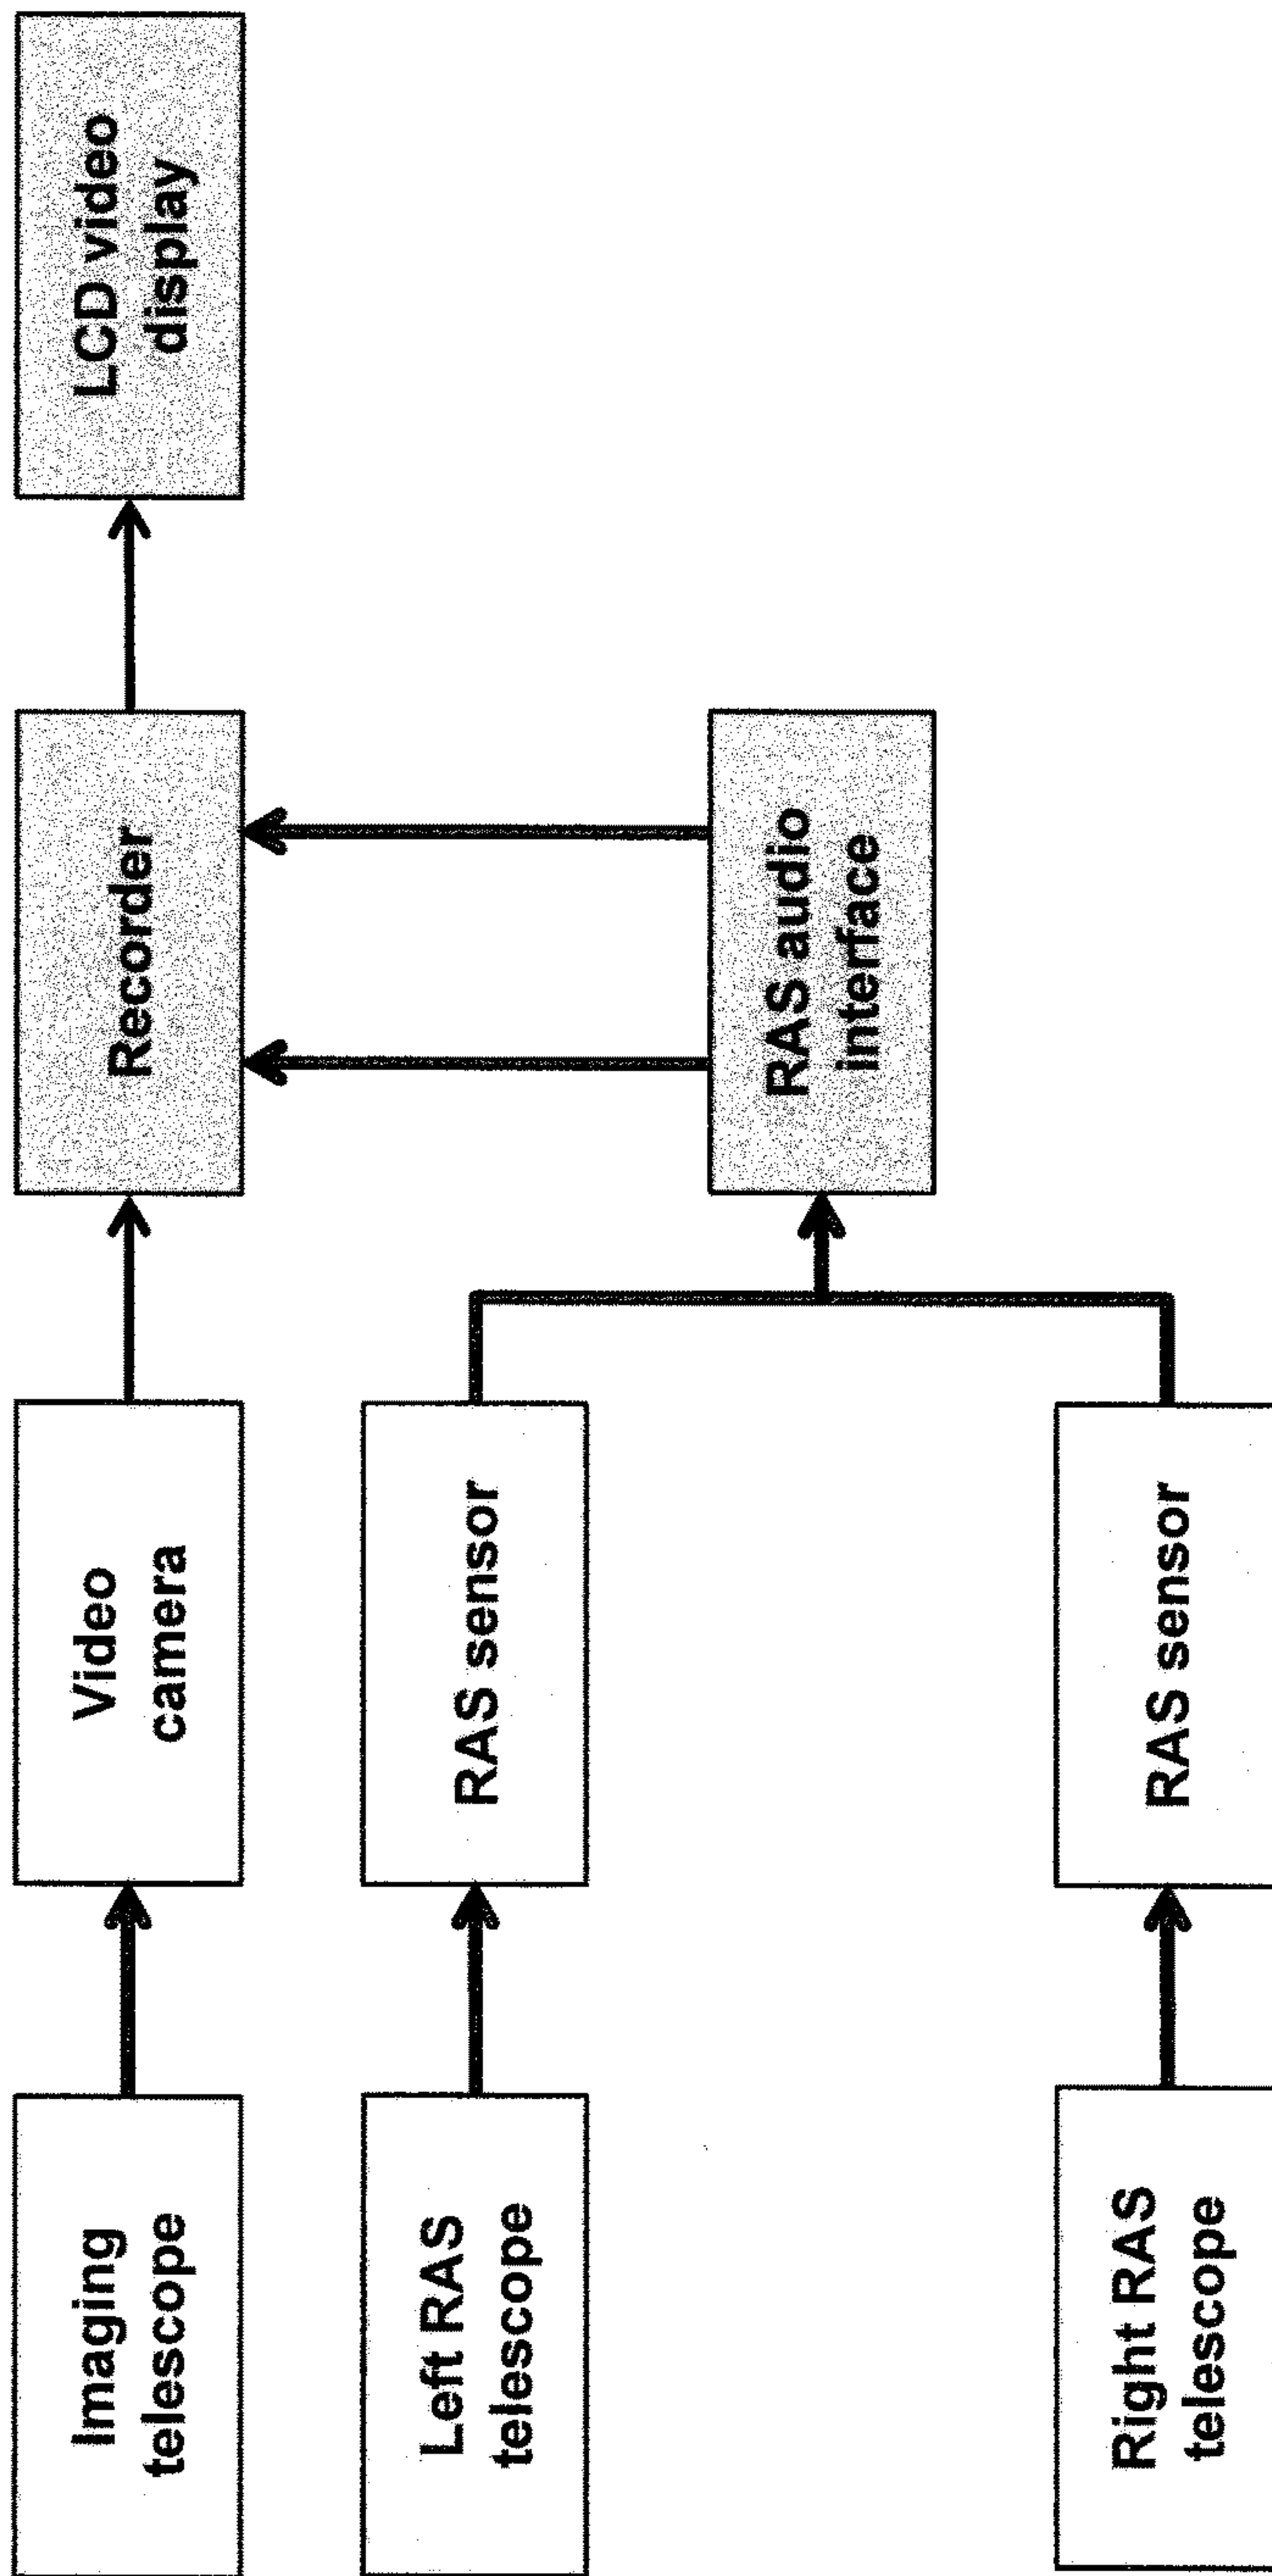 Imaging
telescope
Video
camera
Recorder
LCD video
display
Left RAS
telescope
RAS sensor
RAS audio
interface
Right RAS
telescope
RAS sensor